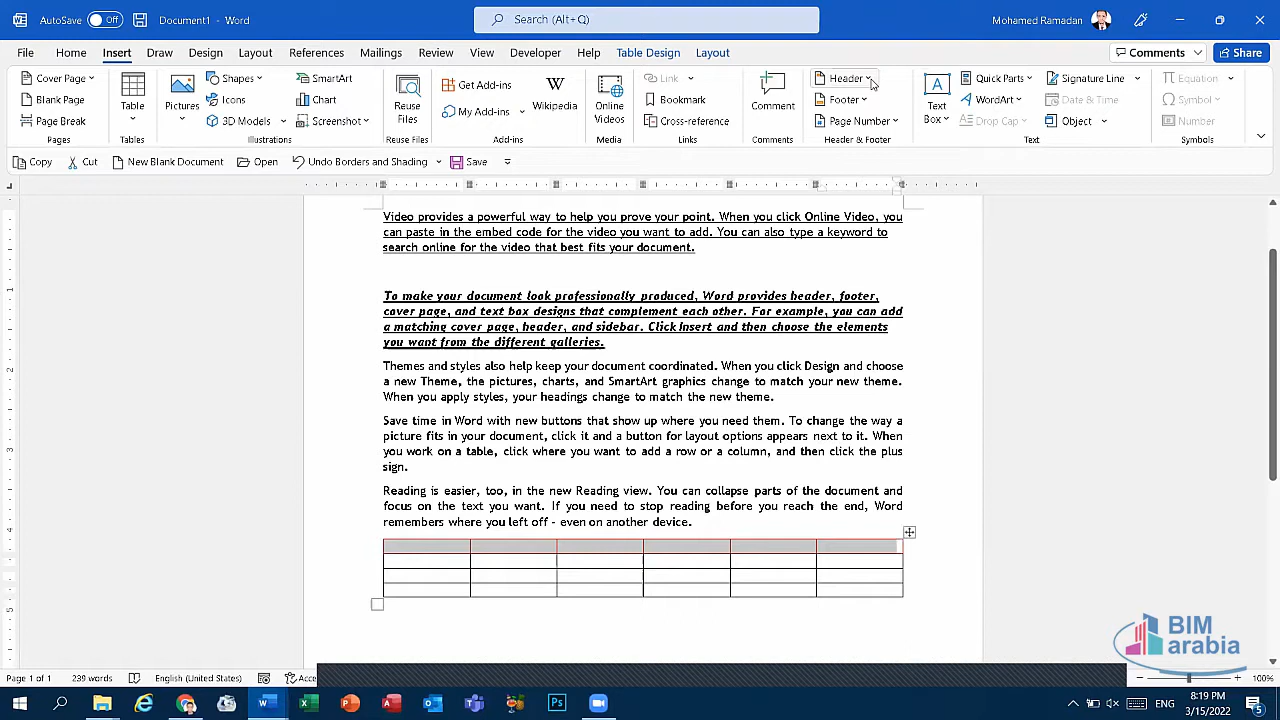 AutoSave Off Document1 - Word Search (Alt+Q) Mohamed Ramadan
File Home Insert Draw Design Layout References Mailings Review View Developer Help Table Design Layout Comments Share
Cover Page
Blank Page
Page Break
Pages
Table
Tables
Pictures
Shapes
Icons
3D Models
SmartArt
Chart
Screenshot
Illustrations
Reuse
Files
Reuse Files
Get Add-ins
My Add-ins
Wikipedia
Add-ins
Online
Videos
Media
Link
Bookmark
Cross-reference
Links
Comment
Comments
Header
Footer
Page Number
Header & Footer
Text
Box
Quick Parts
WordArt
Drop Cap
Signature Line
Date & Time
Object
Text
Equation
Symbol
Number
Symbols
Copy Cut New Blank Document Open Undo Borders and Shading Save
Video provides a powerful way to help you prove your point. When you click Online Video, you
can paste in the embed code for the video you want to add. You can also type a keyword to
search online for the video that best fits your document.
To make your document look professionally produced, Word provides header, footer,
cover page, and text box designs that complement each other. For example, you can add
a matching cover page, header, and sidebar. Click Insert and then choose the elements
you want from the different galleries.
Themes and styles also help keep your document coordinated. When you click Design and choose
a new Theme, the pictures, charts, and SmartArt graphics change to match your new theme.
When you apply styles, your headings change to match the new theme.
Save time in Word with new buttons that show up where you need them. To change the way a
picture fits in your document, click it and a button for layout options appears next to it. When
you work on a table, click where you want to add a row or a column, and then click the plus
sign.
Reading is easier, too, in the new Reading view. You can collapse parts of the document and
focus on the text you want. If you need to stop reading before you reach the end, Word
remembers where you left off - even on another device.
1
2
3
4
5
BIM
arabia
Page 1 of 1 239 words English (United States) Acce 100%
Ps ENG 8:19 PM
3/15/2022 5